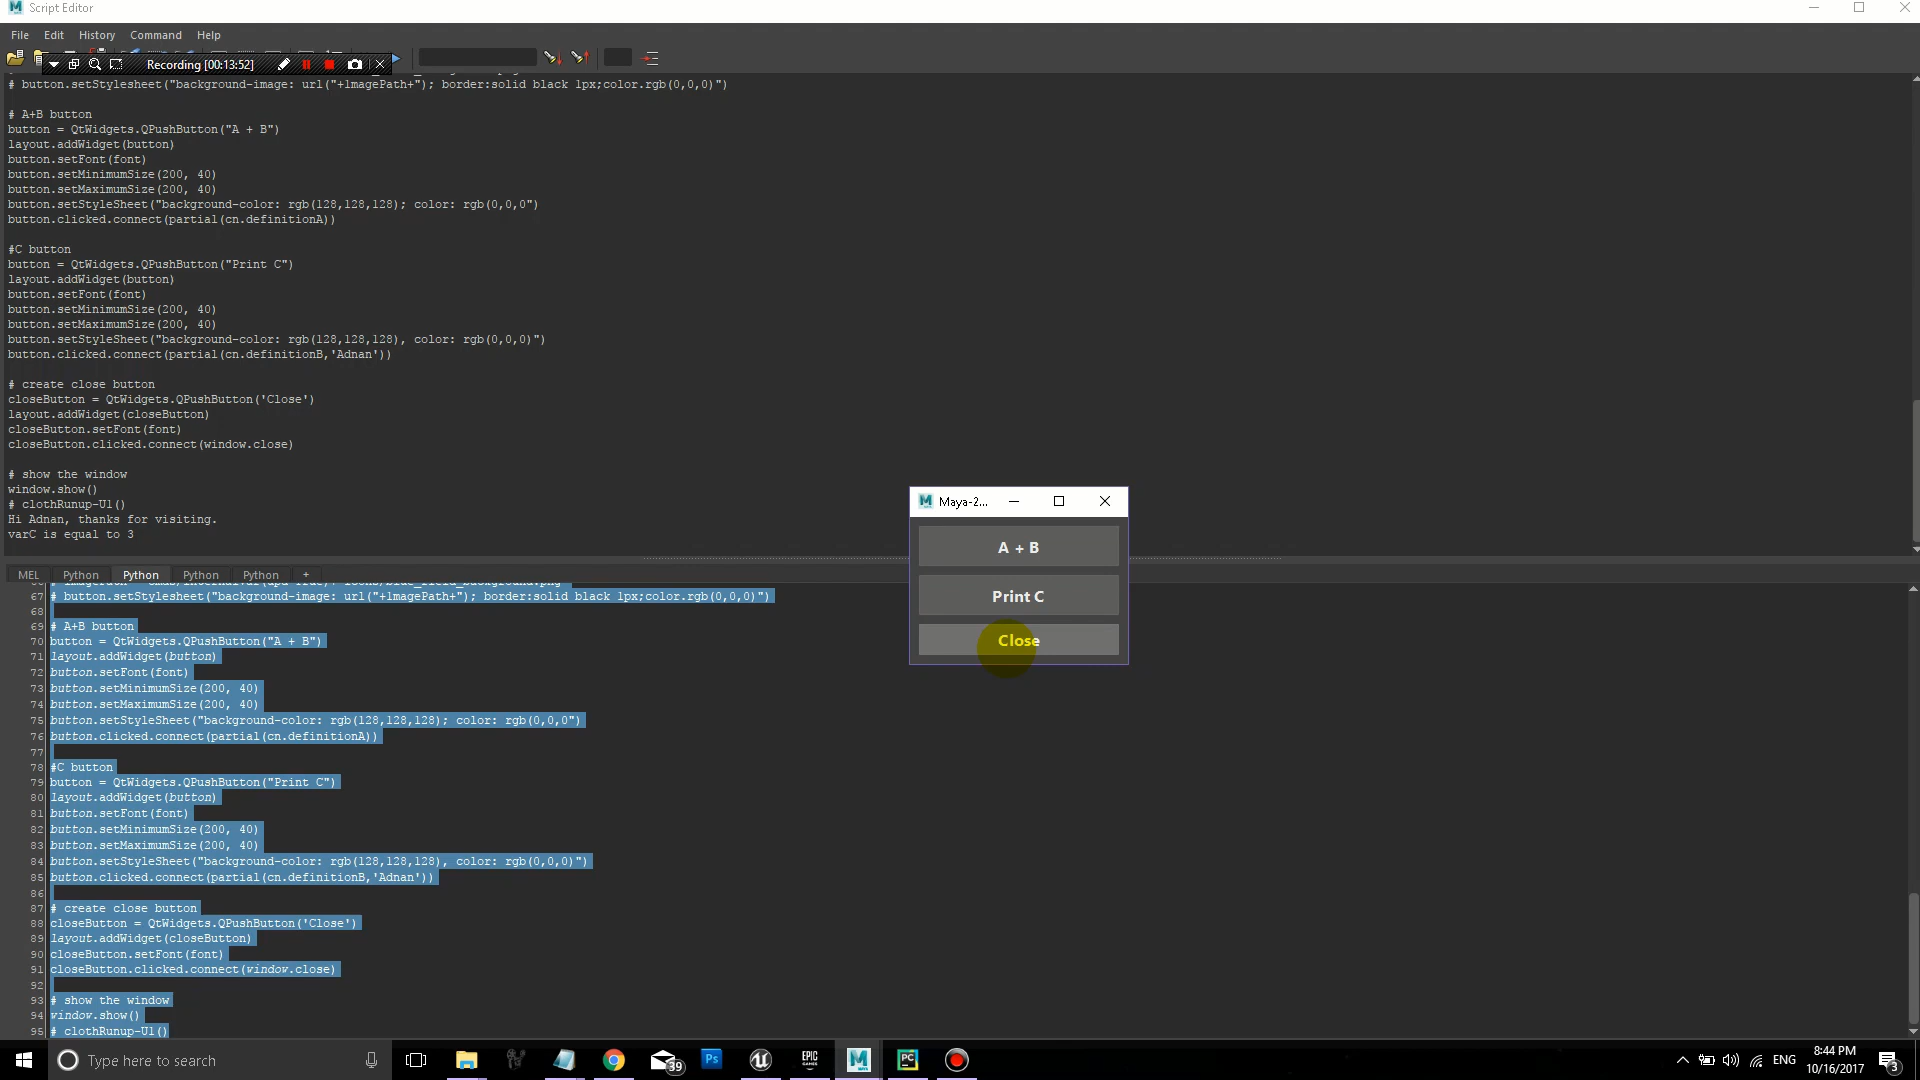 Script Editor
File Edit History Command Help
Recording [00:13:52]
# button.setStylesheet("background-image: url("+lmagePath+"); border:solid black 1px;color.rgb(0,0,0)")
# A+B button
button = QtWidgets.QPushButton("A + B")
layout.addWidget(button)
button.setFont(font)
button.setMinimumSize(200, 40)
button.setMaximumSize(200, 40)
button.setStyleSheet("background-color: rgb(128,128,128); color: rgb(0,0,0")
button.clicked.connect(partial(cn.definitionA))
#C button
button = QtWidgets.QPushButton("Print C")
layout.addWidget(button)
button.setFont(font)
button.setMinimumSize(200, 40)
button.setMaximumSize(200, 40)
button.setStyleSheet("background-color: rgb(128,128,128), color: rgb(0,0,0)")
button.clicked.connect(partial(cn.definitionB,'Adnan'))
# create close button
closeButton = QtWidgets.QPushButton('Close')
layout.addWidget(closeButton)
closeButton.setFont(font)
closeButton.clicked.connect(window.close)
# show the window
window.show()
# clothRunup-U1()
Hi Adnan, thanks for visiting.
varC is equal to 3
Maya-2...
A + B
Print C
Close
MEL Python Python Python Python +
67 # button.setStylesheet("background-image: url("+lmagePath+"); border:solid black 1px;color.rgb(0,0,0)")
68
69 # A+B button
70 button = QtWidgets.QPushButton("A + B")
71 layout.addWidget(button)
72 button.setFont(font)
73 button.setMinimumSize(200, 40)
74 button.setMaximumSize(200, 40)
75 button.setStyleSheet("background-color: rgb(128,128,128); color: rgb(0,0,0")
76 button.clicked.connect(partial(cn.definitionA))
77
78 #C button
79 button = QtWidgets.QPushButton("Print C")
80 layout.addWidget(button)
81 button.setFont(font)
82 button.setMinimumSize(200, 40)
83 button.setMaximumSize(200, 40)
84 button.setStyleSheet("background-color: rgb(128,128,128), color: rgb(0,0,0)")
85 button.clicked.connect(partial(cn.definitionB,'Adnan'))
86
87 # create close button
88 closeButton = QtWidgets.QPushButton('Close')
89 layout.addWidget(closeButton)
90 closeButton.setFont(font)
91 closeButton.clicked.connect(window.close)
92
93 # show the window
94 window.show()
95 # clothRunup-U1()
Type here to search
39
Ps
EPIC GAMES
M
PC
ENG
8:44 PM
10/16/2017
3